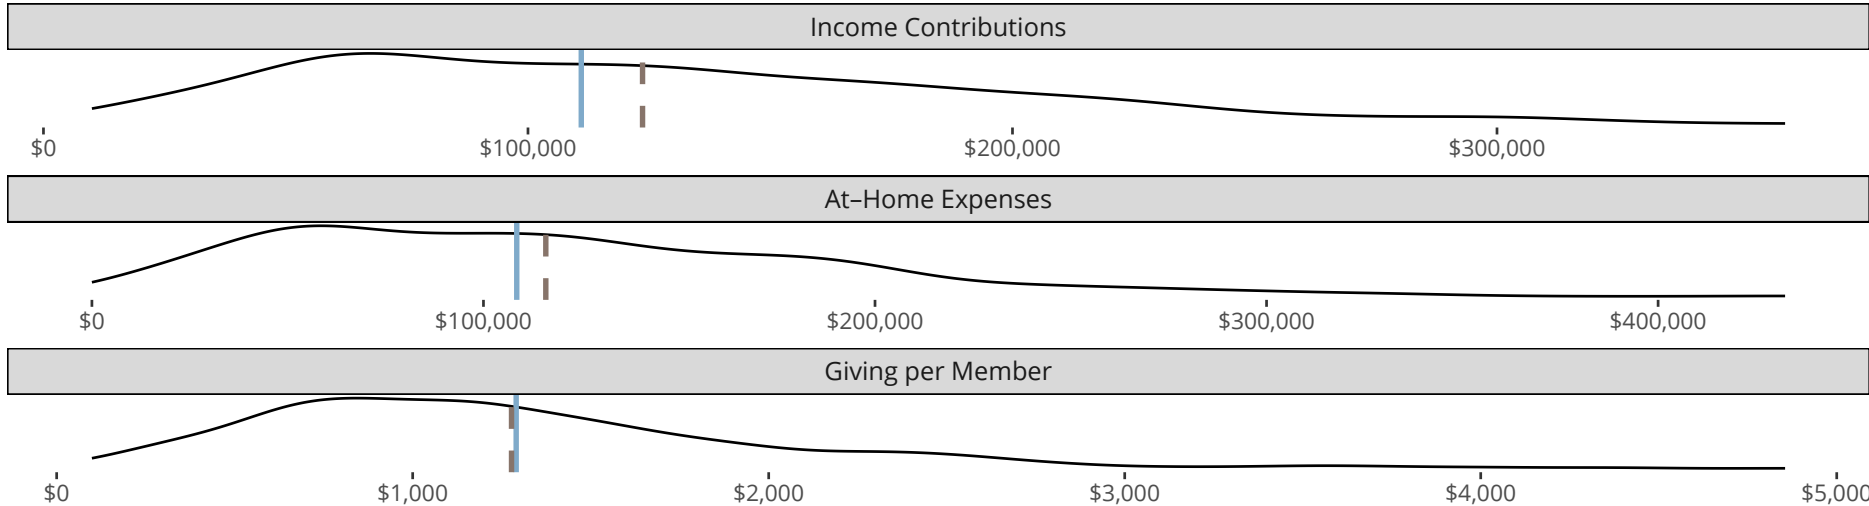 Income Contributions
$0 $100,000 $200,000 $300,000
At–Home Expenses
$0 $100,000 $200,000 $300,000 $400,000
Giving per Member
$0 $1,000 $2,000 $3,000 $4,000 $5,000